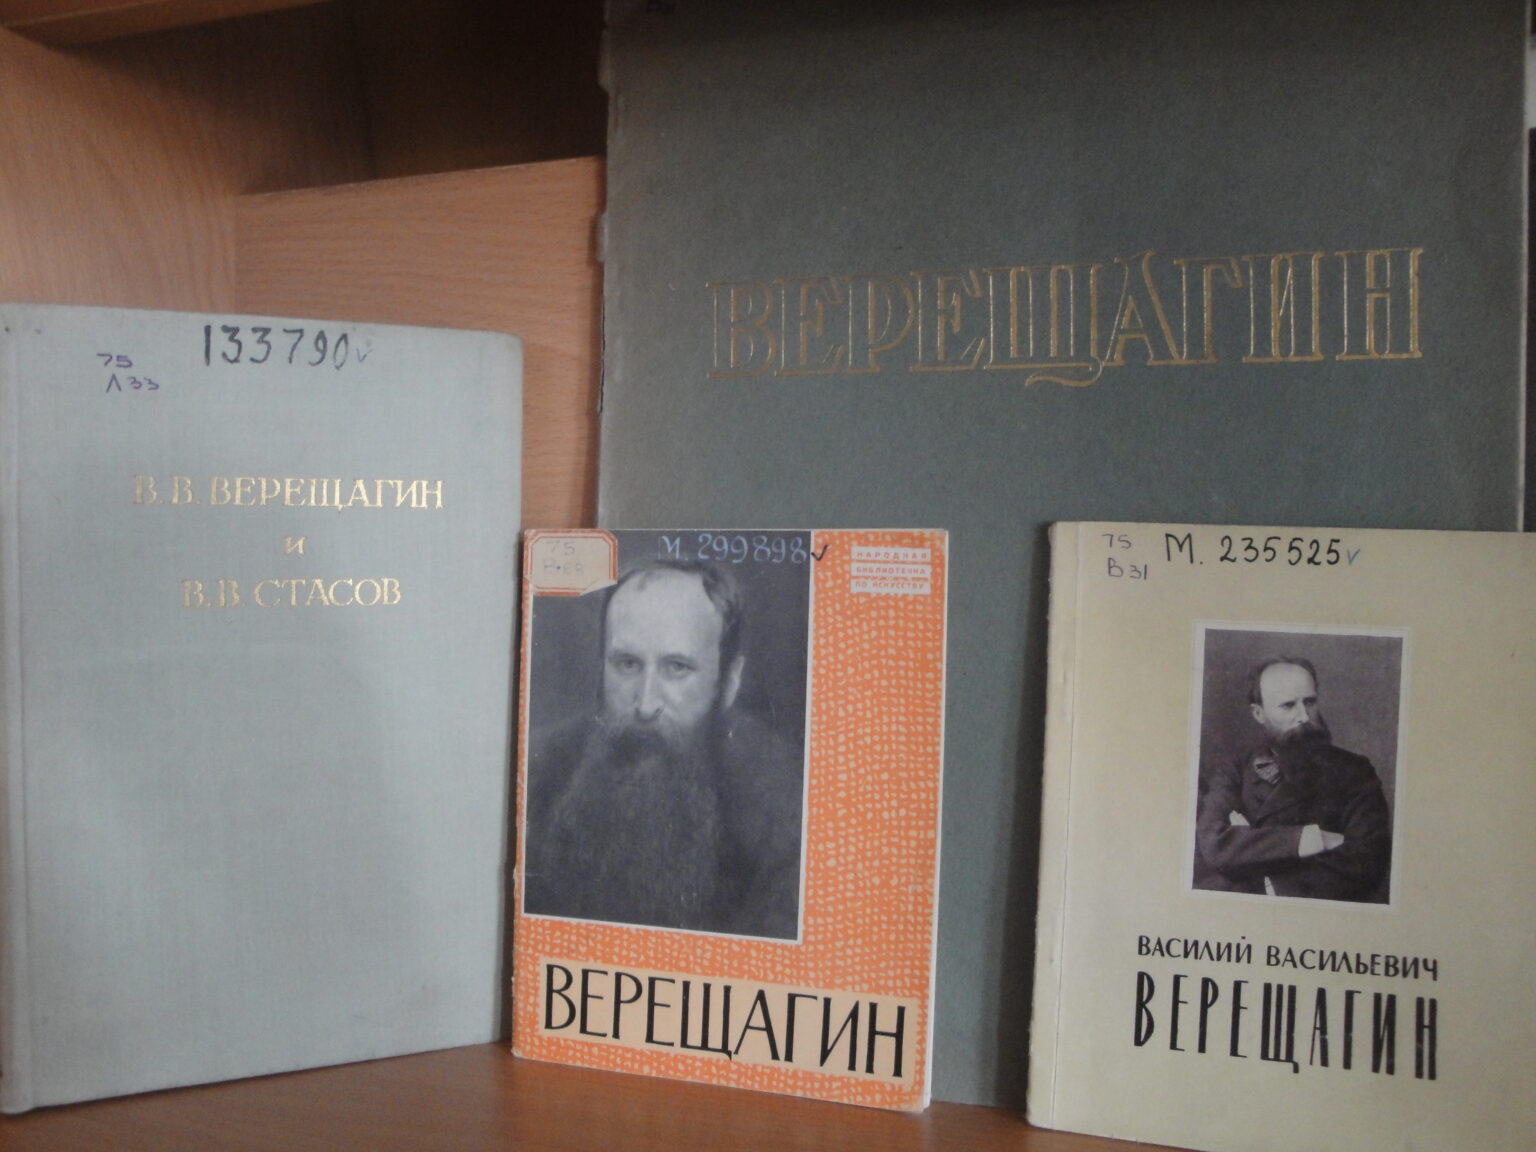 ВЕРЕЩАГИН
133790
75
Л33
В. В. ВЕРЕЩАГИН
и
В. В. СТАСОВ
75
М. 299898
НАРОДНАЯ
БИБЛИОТЕЧКА
ПО ИСКУССТВУ
ВЕРЕЩАГИН
75
В31
М. 235525
ВАСИЛИЙ ВАСИЛЬЕВИЧ
ВЕРЕЩАГИН